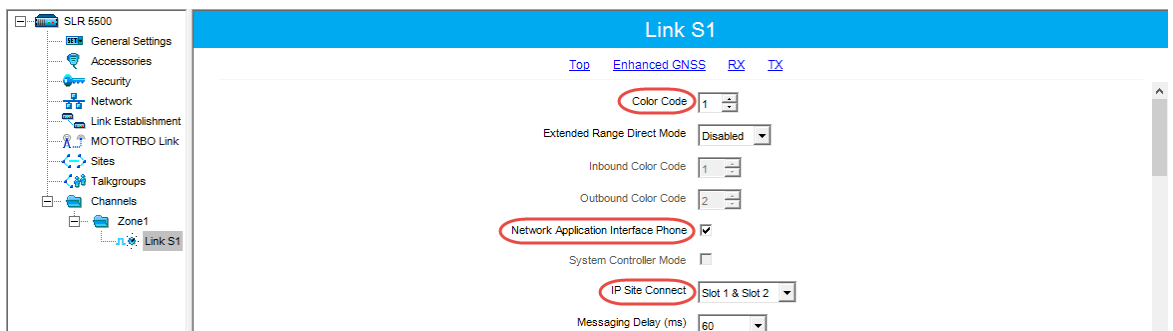 SLR 5500
General Settings
Accessories
Security
Network
Link Establishment
MOTOTRBO Link
Sites
Talkgroups
Channels
Zone1
Link S1
Link S1
Top Enhanced GNSS RX TX
Color Code 1
Extended Range Direct Mode Disabled
Inbound Color Code 1
Outbound Color Code 2
Network Application Interface Phone
System Controller Mode
IP Site Connect Slot 1 & Slot 2
Messaging Delay (ms) 60